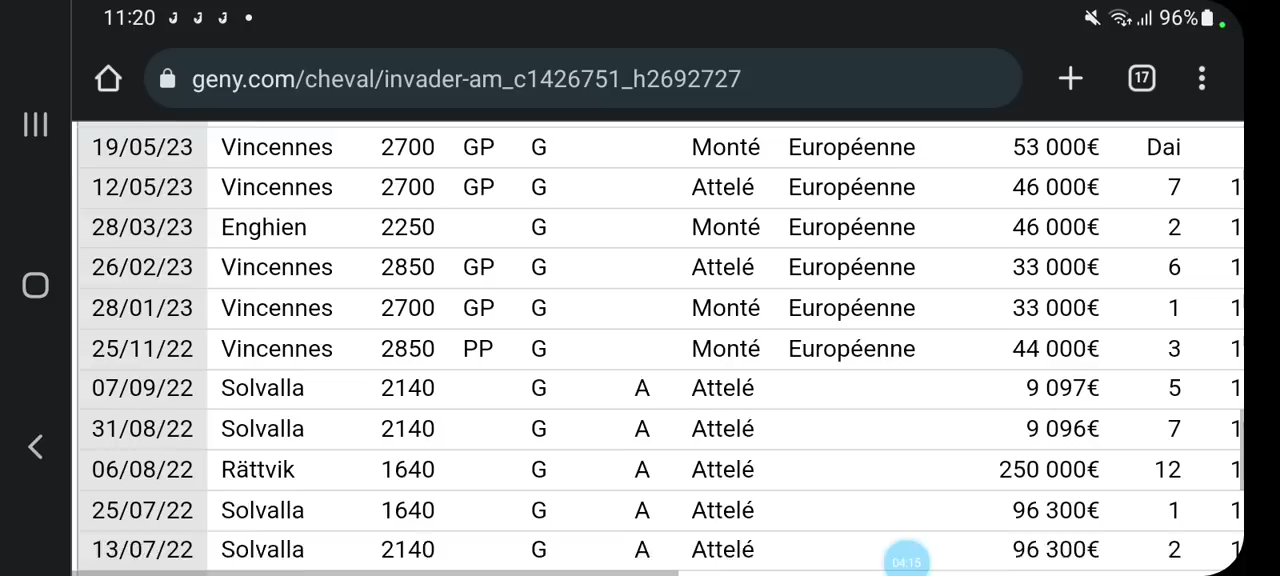 11:20 96%
geny.com/cheval/invader-am_c1426751_h2692727 17
19/05/23 Vincennes 2700 GP G Monté Européenne 53 000€ Dai
12/05/23 Vincennes 2700 GP G Attelé Européenne 46 000€ 7 1
28/03/23 Enghien 2250 G Monté Européenne 46 000€ 2 1
26/02/23 Vincennes 2850 GP G Attelé Européenne 33 000€ 6 1
28/01/23 Vincennes 2700 GP G Monté Européenne 33 000€ 1 1
25/11/22 Vincennes 2850 PP G Monté Européenne 44 000€ 3 1
07/09/22 Solvalla 2140 G A Attelé 9 097€ 5 1
31/08/22 Solvalla 2140 G A Attelé 9 096€ 7 1
06/08/22 Rättvik 1640 G A Attelé 250 000€ 12 1
25/07/22 Solvalla 1640 G A Attelé 96 300€ 1 1
13/07/22 Solvalla 2140 G A Attelé 96 300€ 2 1
04:15